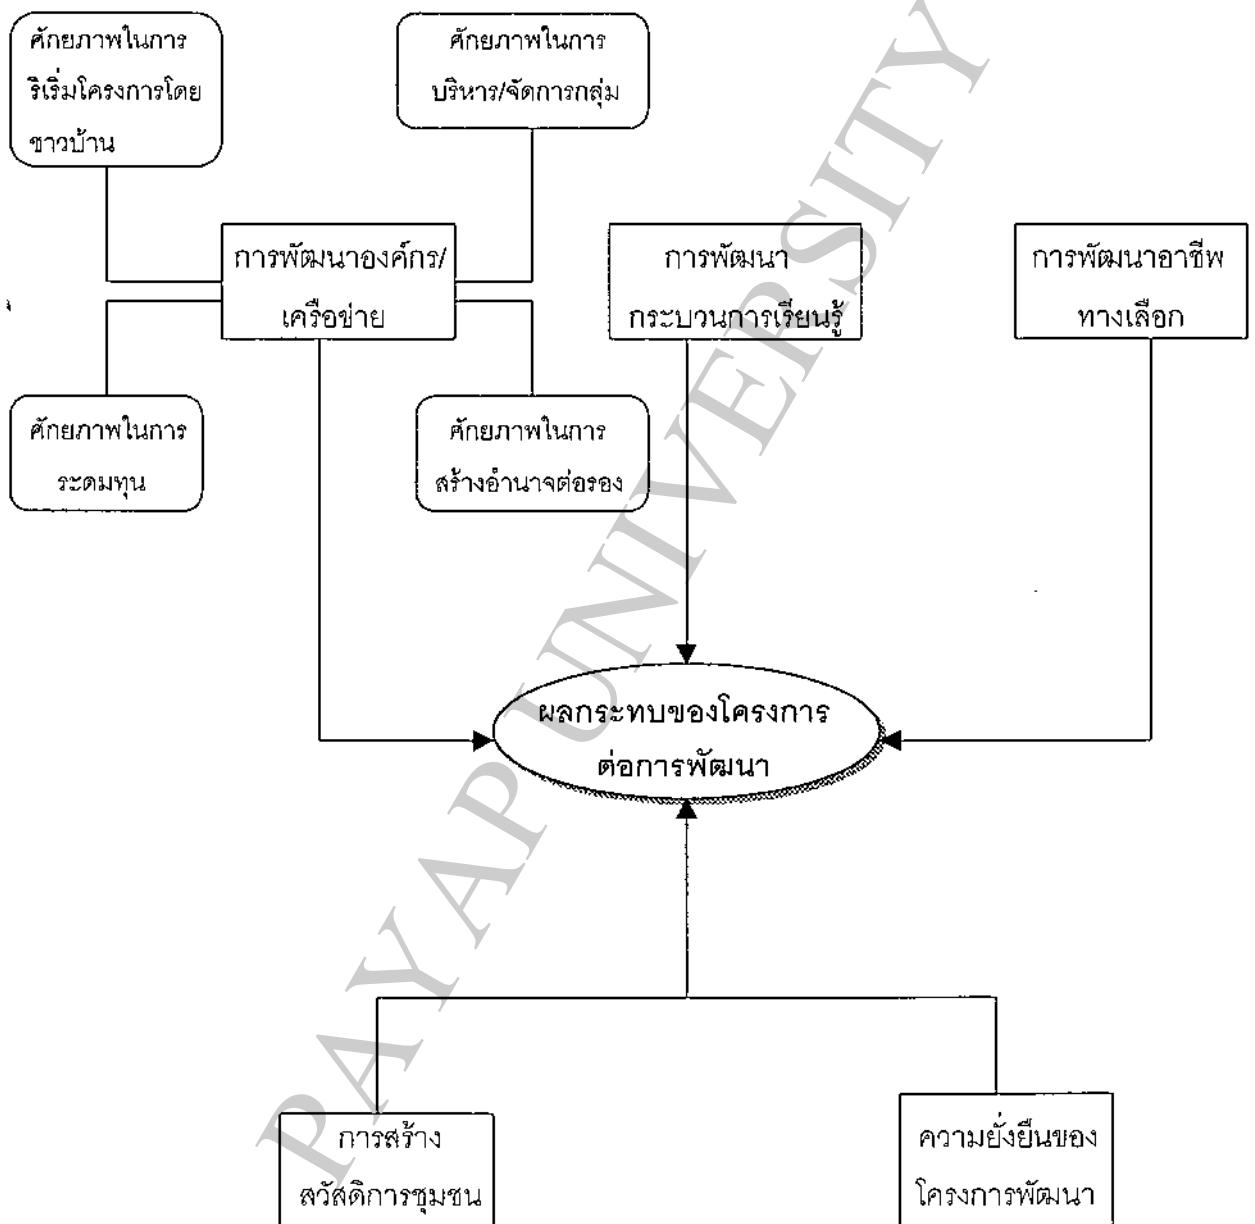 ศักยภาพในการ
ริเริ่มโครงการโดย
ชาวบ้าน
ศักยภาพในการ
บริหาร/จัดการกลุ่ม
การพัฒนาองค์กร/
เครือข่าย
การพัฒนา
กระบวนการเรียนรู้
การพัฒนาอาชีพ
ทางเลือก
ศักยภาพในการ
ระดมทุน
ศักยภาพในการ
สร้างอำนาจต่อรอง
ผลกระทบของโครงการ
ต่อการพัฒนา
การสร้าง
สวัสดิการชุมชน
ความยั่งยืนของ
โครงการพัฒนา
PAYAP UNIVERSITY